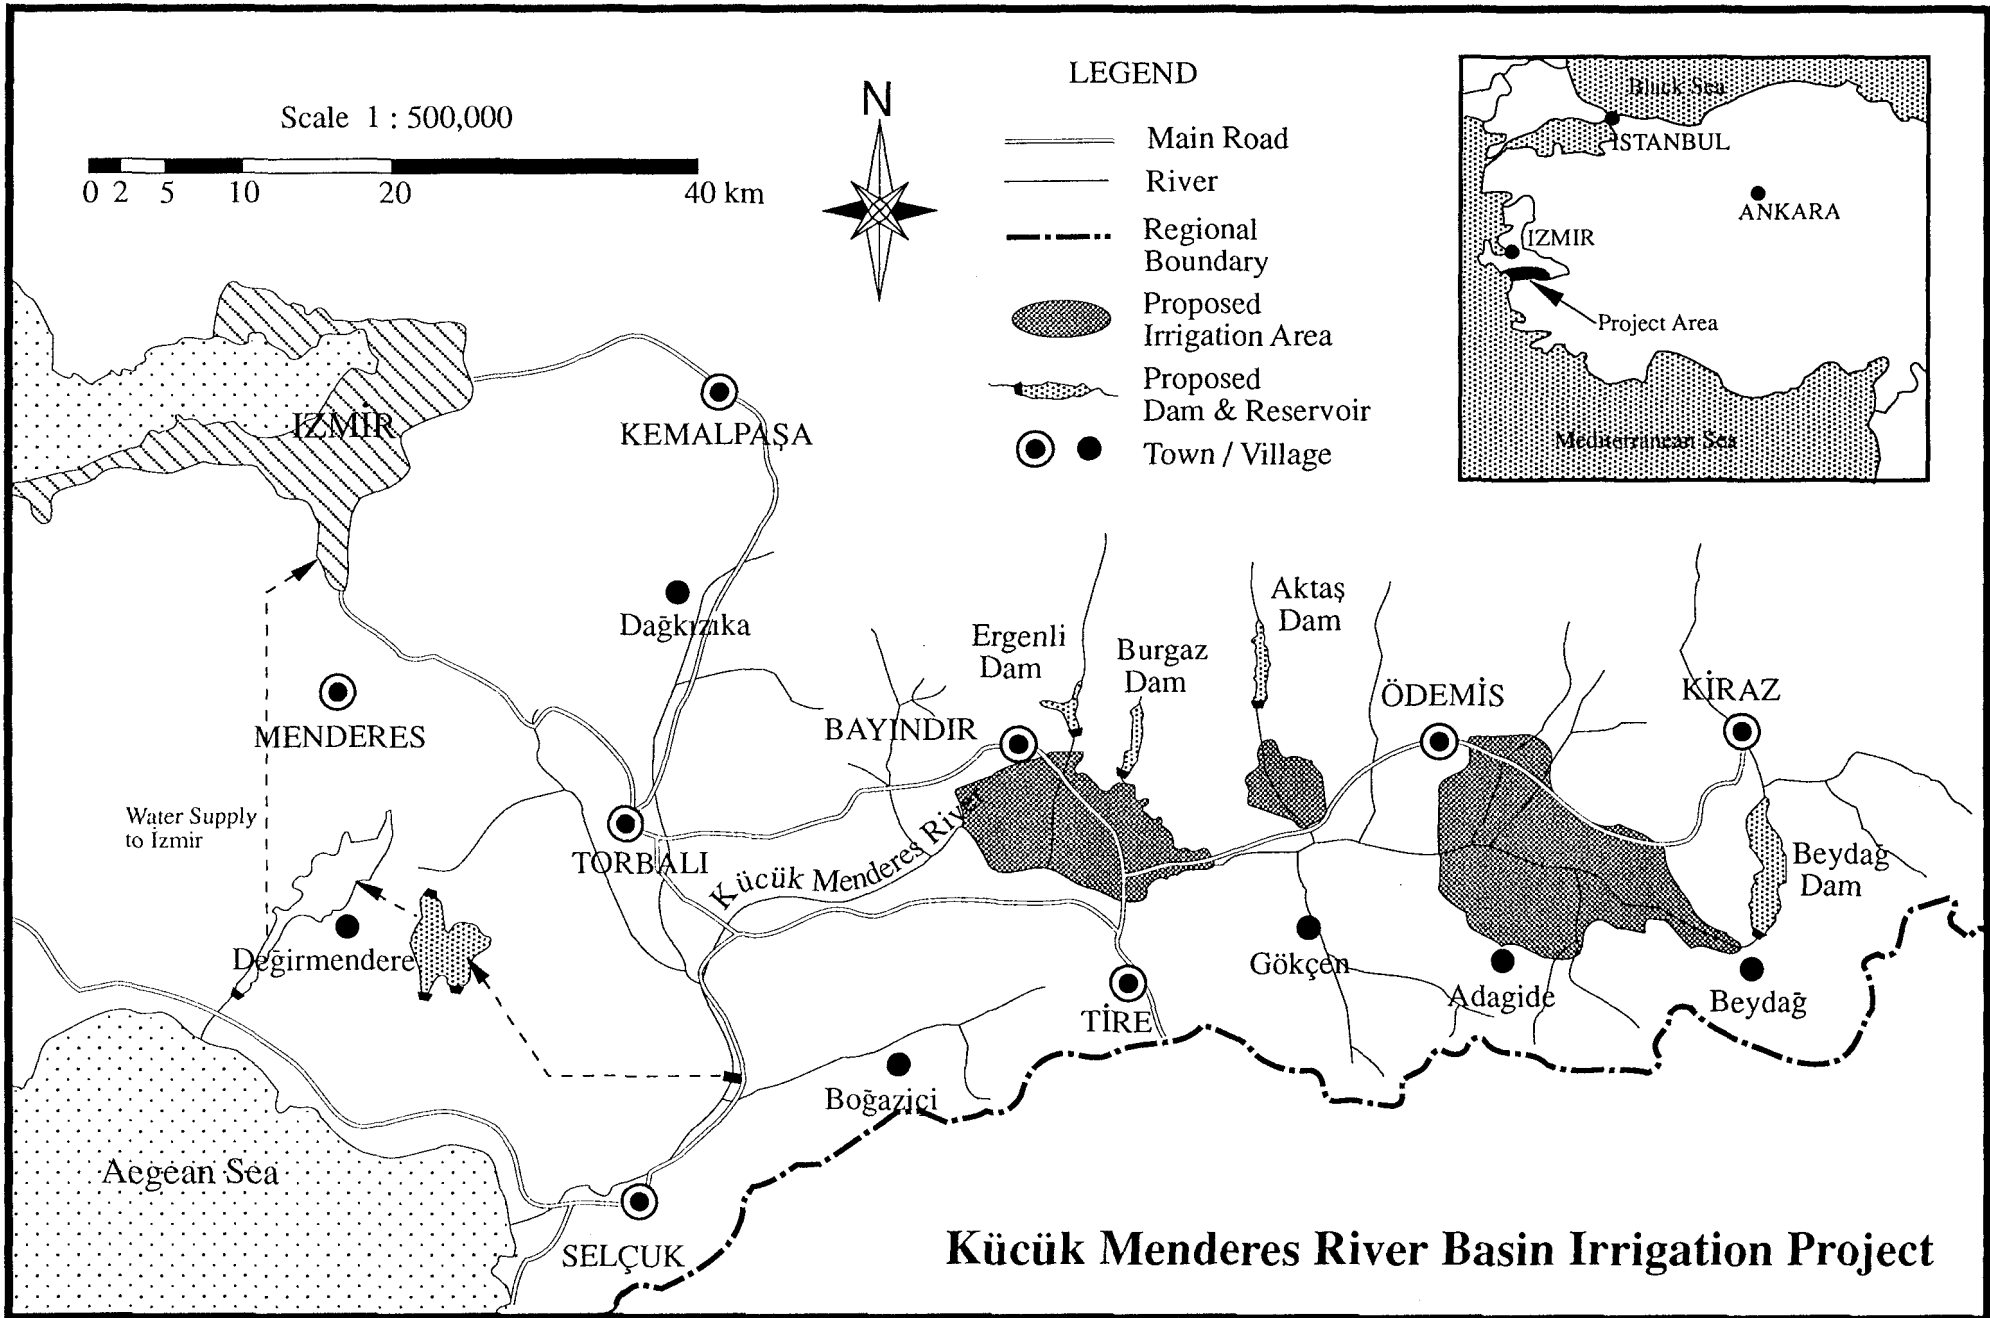 Scale 1 : 500,000
0 2 5 10 20 40 km
N
LEGEND
Main Road
River
Regional
Boundary
Proposed
Irrigation Area
Proposed
Dam & Reservoir
Town / Village
Black Sea
İSTANBUL
ANKARA
IZMIR
Project Area
Mediterranean Sea
IZMİR
KEMALPAŞA
Dağkızıka
MENDERES
Water Supply
to İzmir
TORBALI
Değirmendere
BAYINDIR
Ergenli
Dam
Burgaz
Dam
Aktaş
Dam
ÖDEMİS
KİRAZ
Kücük Menderes River
Beydağ
Dam
Gökçen
Adagide
Beydağ
TİRE
Boğaziçi
Aegean Sea
SELÇUK
Kücük Menderes River Basin Irrigation Project